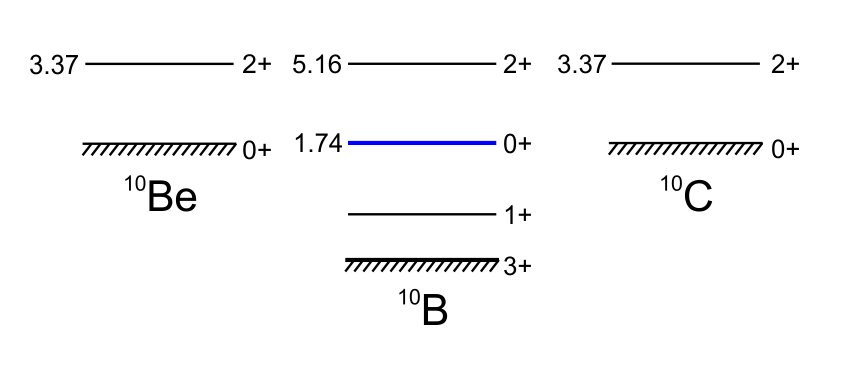 3.37 2+ 5.16 2+ 3.37 2+
0+ 1.74 0+ 0+
¹⁰Be ¹⁰C
1+
3+
¹⁰B